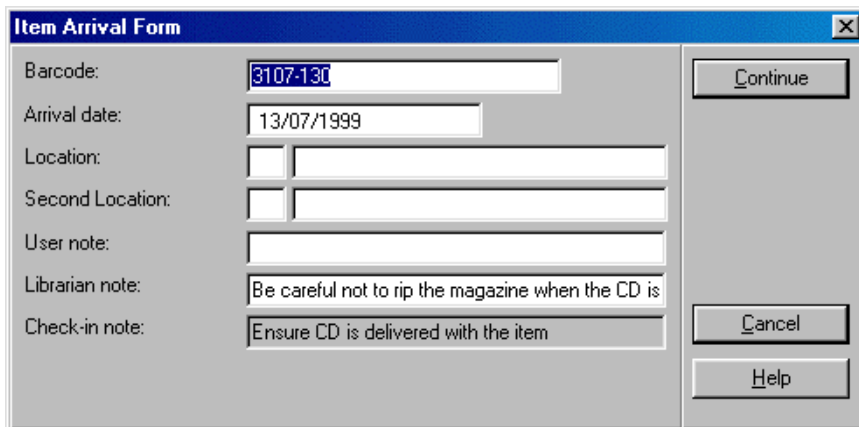 Item Arrival Form
Barcode: 3107-130
Continue
Arrival date: 13/07/1999
Location:
Second Location:
User note:
Librarian note: Be careful not to rip the magazine when the CD is
Check-in note: Ensure CD is delivered with the item
Cancel
Help